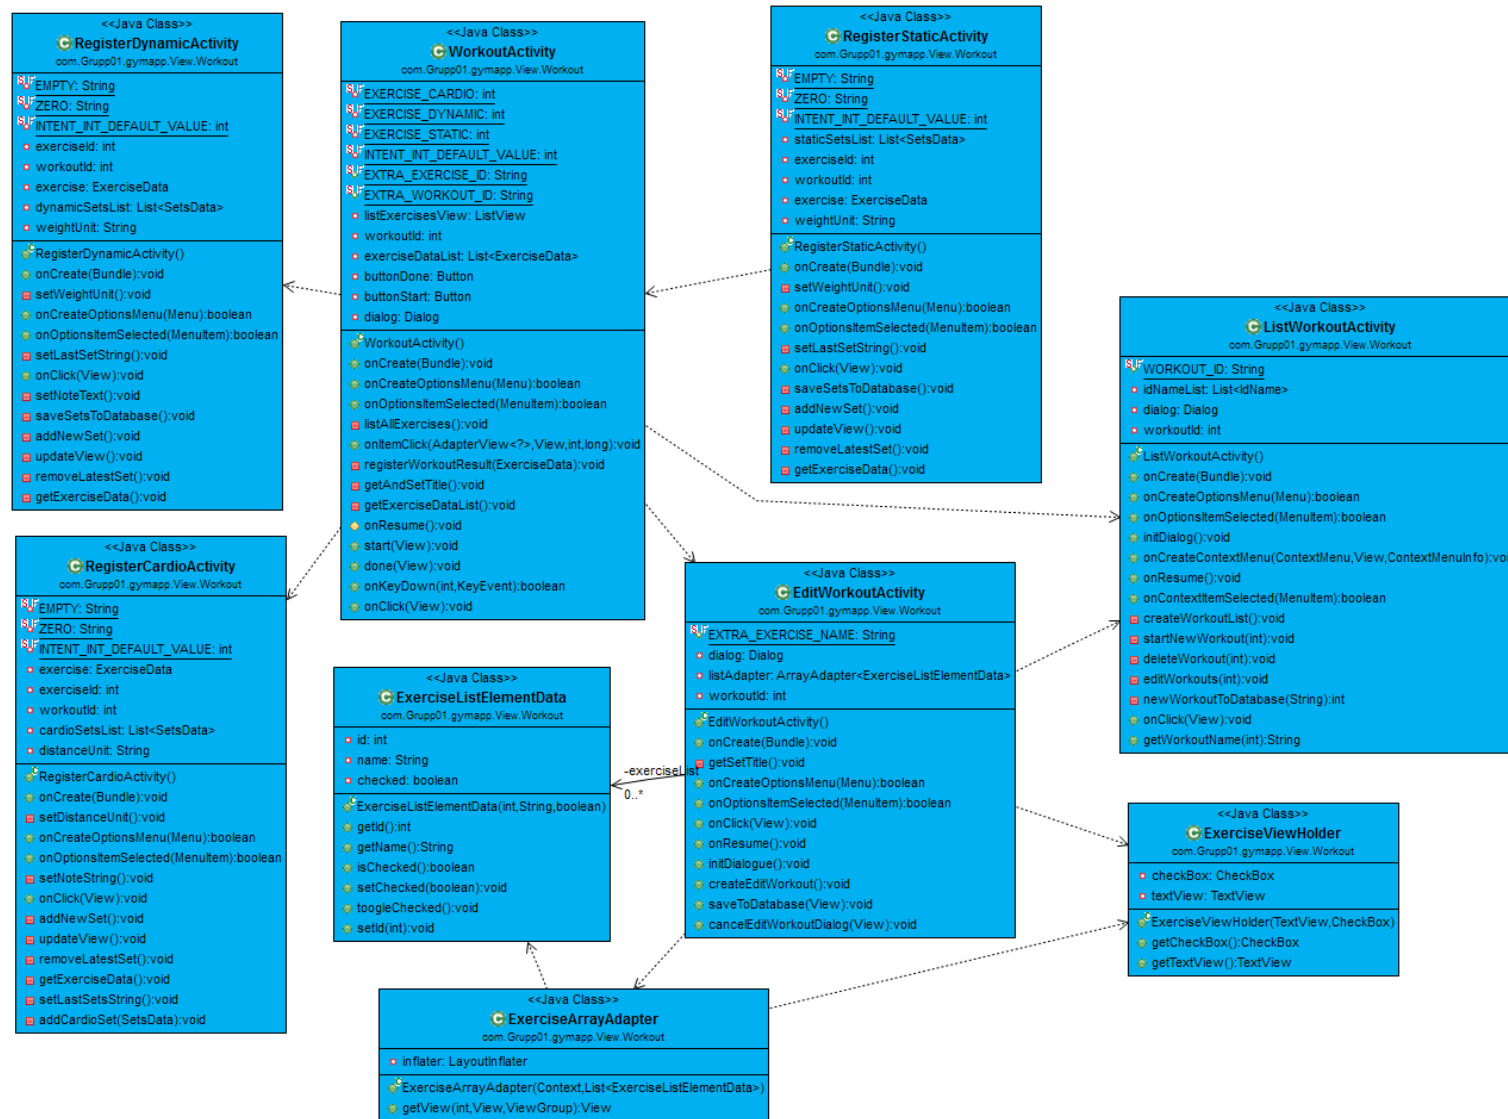 <<Java Class>>
RegisterDynamicActivity
com.Grupp01.gymapp.View.Workout
EMPTY: String
ZERO: String
INTENT_INT_DEFAULT_VALUE: int
exerciseId: int
workoutId: int
exercise: ExerciseData
dynamicSetsList: List<SetsData>
weightUnit: String
RegisterDynamicActivity()
onCreate(Bundle):void
setWeightUnit():void
onCreateOptionsMenu(Menu):boolean
onOptionsItemSelected(MenuItem):boolean
setLastSetString():void
onClick(View):void
setNoteText():void
saveSetsToDatabase():void
addNewSet():void
updateView():void
removeLatestSet():void
getExerciseData():void
<<Java Class>>
WorkoutActivity
com.Grupp01.gymapp.View.Workout
EXERCISE_CARDIO: int
EXERCISE_DYNAMIC: int
EXERCISE_STATIC: int
INTENT_INT_DEFAULT_VALUE: int
EXTRA_EXERCISE_ID: String
EXTRA_WORKOUT_ID: String
listExercisesView: ListView
workoutId: int
exerciseDataList: List<ExerciseData>
buttonDone: Button
buttonStart: Button
dialog: Dialog
WorkoutActivity()
onCreate(Bundle):void
onCreateOptionsMenu(Menu):boolean
onOptionsItemSelected(MenuItem):boolean
listAllExercises():void
onItemClick(AdapterView<?>,View,int,long):void
registerWorkoutResult(ExerciseData):void
getAndSetTitle():void
getExerciseDataList():void
onResume():void
start(View):void
done(View):void
onKeyDown(int,KeyEvent):boolean
onClick(View):void
<<Java Class>>
RegisterStaticActivity
com.Grupp01.gymapp.View.Workout
EMPTY: String
ZERO: String
INTENT_INT_DEFAULT_VALUE: int
staticSetsList: List<SetsData>
exerciseId: int
workoutId: int
exercise: ExerciseData
weightUnit: String
RegisterStaticActivity()
onCreate(Bundle):void
setWeightUnit():void
onCreateOptionsMenu(Menu):boolean
onOptionsItemSelected(MenuItem):boolean
setLastSetString():void
onClick(View):void
saveSetsToDatabase():void
addNewSet():void
updateView():void
removeLatestSet():void
getExerciseData():void
<<Java Class>>
ListWorkoutActivity
com.Grupp01.gymapp.View.Workout
WORKOUT_ID: String
idNameList: List<IdName>
dialog: Dialog
workoutId: int
ListWorkoutActivity()
onCreate(Bundle):void
onCreateOptionsMenu(Menu):boolean
onOptionsItemSelected(MenuItem):boolean
initDialog():void
onCreateContextMenu(ContextMenu,View,ContextMenuInfo):voi
onResume():void
onContextItemSelected(MenuItem):boolean
createWorkoutList():void
startNewWorkout(int):void
deleteWorkout(int):void
editWorkouts(int):void
newWorkoutToDatabase(String):int
onClick(View):void
getWorkoutName(int):String
<<Java Class>>
RegisterCardioActivity
com.Grupp01.gymapp.View.Workout
EMPTY: String
ZERO: String
INTENT_INT_DEFAULT_VALUE: int
exercise: ExerciseData
exerciseId: int
workoutId: int
cardioSetsList: List<SetsData>
distanceUnit: String
RegisterCardioActivity()
onCreate(Bundle):void
setDistanceUnit():void
onCreateOptionsMenu(Menu):boolean
onOptionsItemSelected(MenuItem):boolean
setNoteString():void
onClick(View):void
addNewSet():void
updateView():void
removeLatestSet():void
getExerciseData():void
setLastSetsString():void
addCardioSet(SetsData):void
<<Java Class>>
ExerciseListElementData
com.Grupp01.gymapp.View.Workout
id: int
name: String
checked: boolean
ExerciseListElementData(int,String,boolean)
getId():int
getName():String
isChecked():boolean
setChecked(boolean):void
toogleChecked():void
setId(int):void
-exerciseList
0..*
<<Java Class>>
EditWorkoutActivity
com.Grupp01.gymapp.View.Workout
EXTRA_EXERCISE_NAME: String
dialog: Dialog
listAdapter: ArrayAdapter<ExerciseListElementData>
workoutId: int
EditWorkoutActivity()
onCreate(Bundle):void
getSetTitle():void
onCreateOptionsMenu(Menu):boolean
onOptionsItemSelected(MenuItem):boolean
onClick(View):void
onResume():void
initDialogue():void
createEditWorkout():void
saveToDatabase(View):void
cancelEditWorkoutDialog(View):void
<<Java Class>>
ExerciseViewHolder
com.Grupp01.gymapp.View.Workout
checkBox: CheckBox
textView: TextView
ExerciseViewHolder(TextView,CheckBox)
getCheckBox():CheckBox
getTextView():TextView
<<Java Class>>
ExerciseArrayAdapter
com.Grupp01.gymapp.View.Workout
inflater: LayoutInflater
ExerciseArrayAdapter(Context,List<ExerciseListElementData>)
getView(int,View,ViewGroup):View